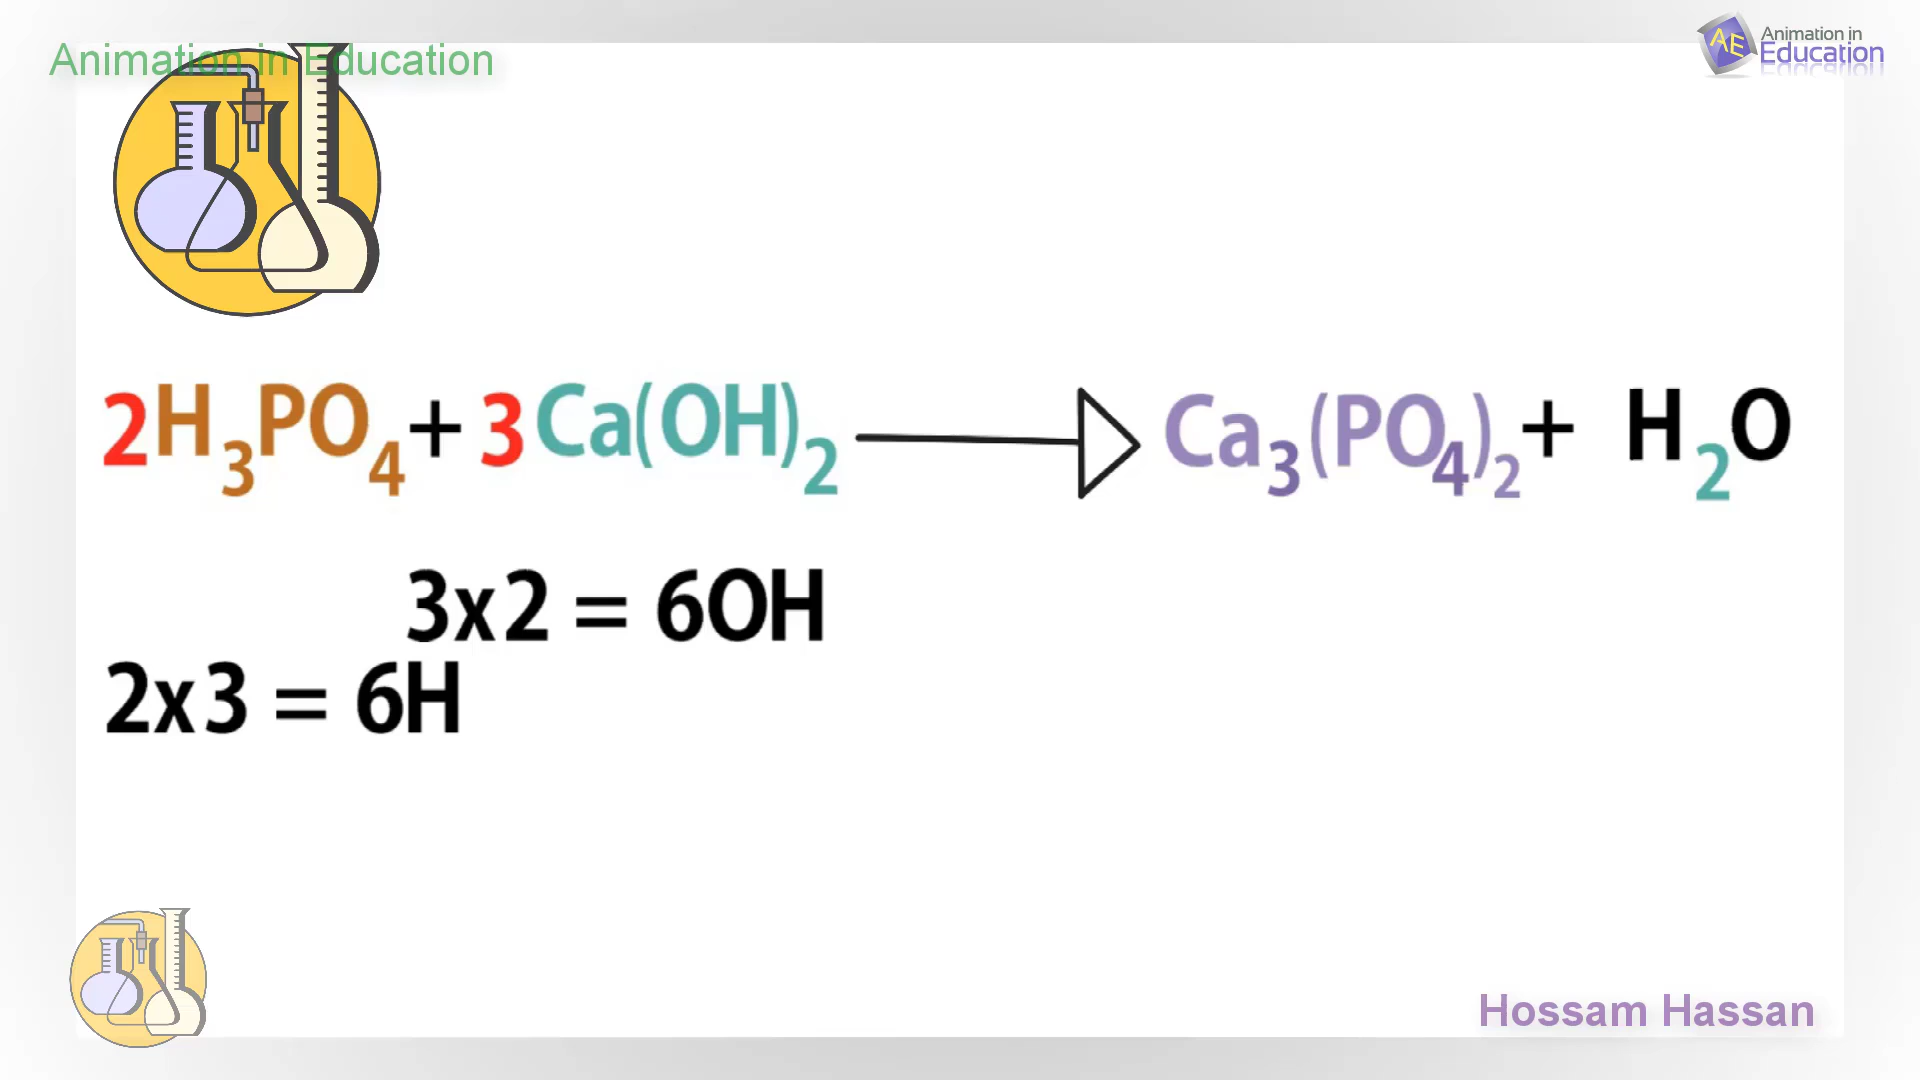 Animation in Education
AE Animation in
Education
2H₃PO₄ + 3Ca(OH)₂ ⟶ Ca₃(PO₄)₂ + H₂O
3x2 = 6OH
2x3 = 6H
Hossam Hassan